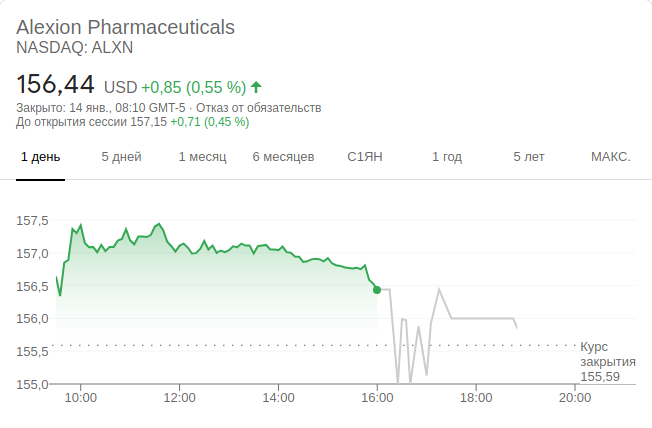 Alexion Pharmaceuticals
NASDAQ: ALXN
156,44 USD +0,85 (0,55 %)
Закрыто: 14 янв., 08:10 GMT-5 · Отказ от обязательств
До открытия сессии 157,15 +0,71 (0,45 %)
1 день 5 дней 1 месяц 6 месяцев С1ЯН 1 год 5 лет МАКС.
157,5
157,0
156,5
156,0
155,5
155,0
Курс
закрытия
155,59
10:00 12:00 14:00 16:00 18:00 20:00